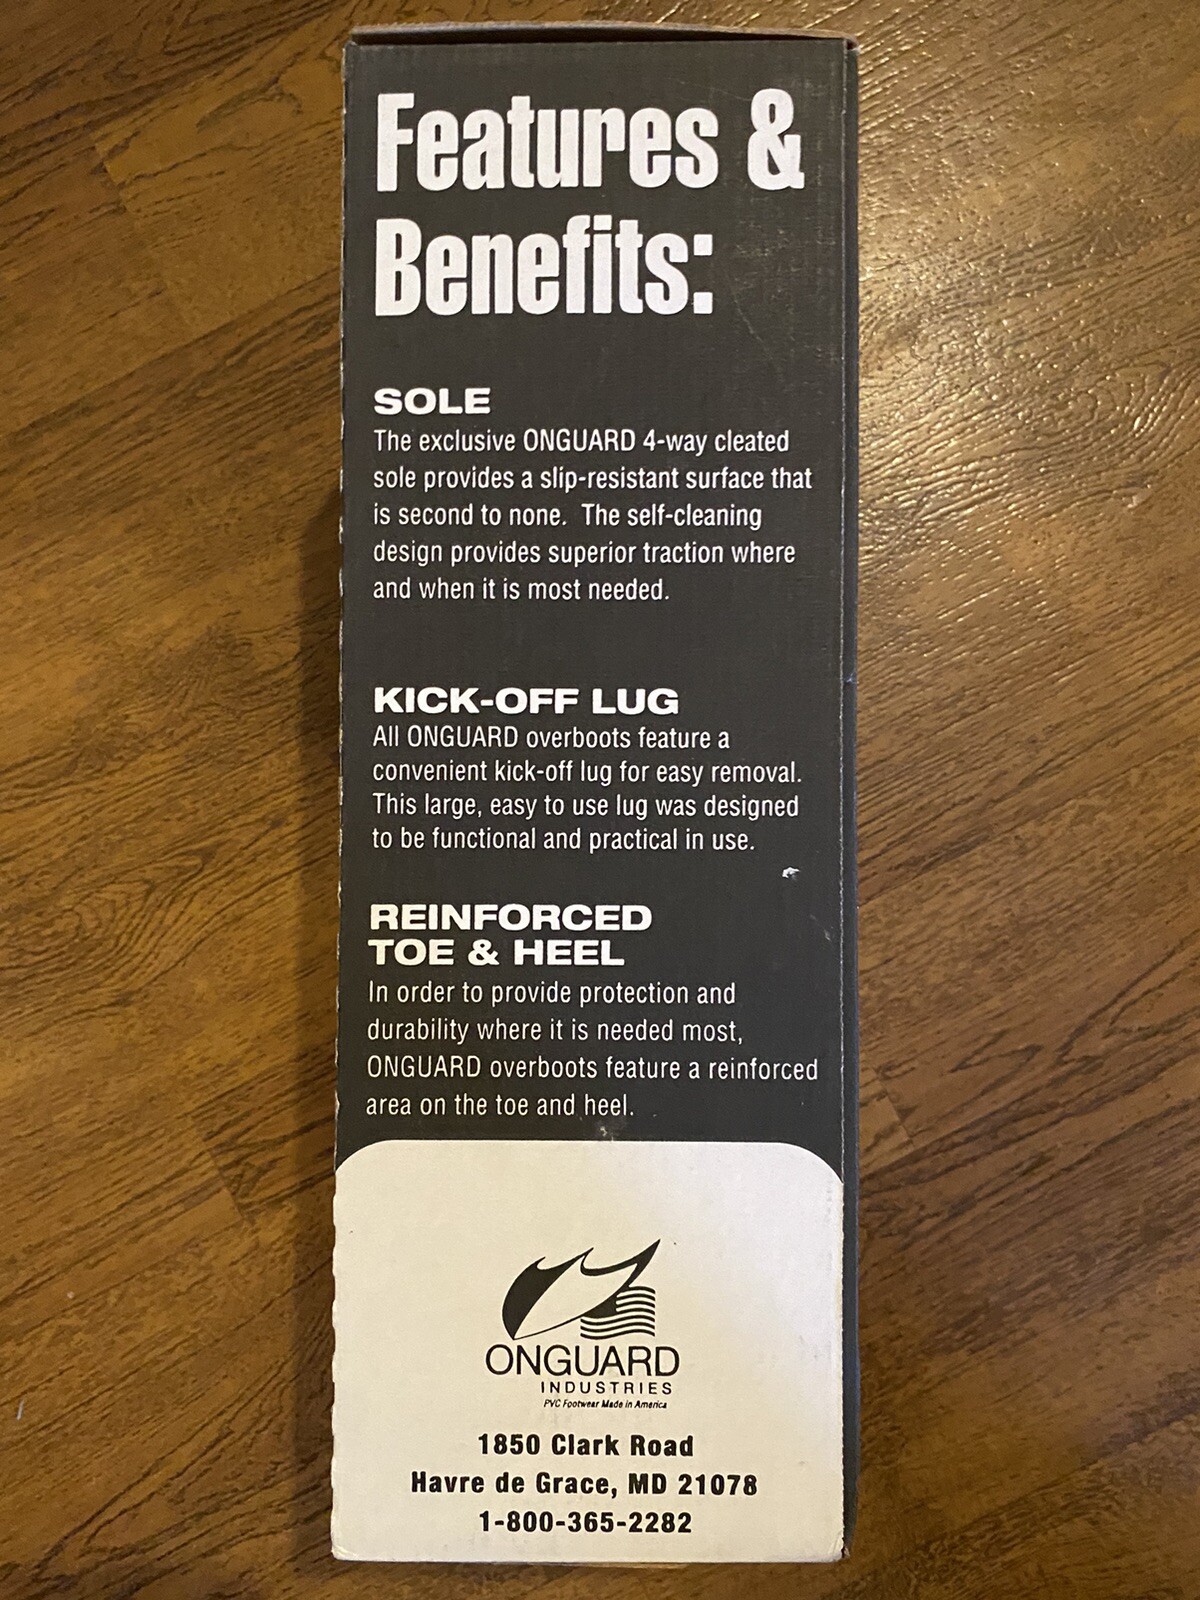 Features &
Benefits:
SOLE
The exclusive ONGUARD 4-way cleated
sole provides a slip-resistant surface that
is second to none.  The self-cleaning
design provides superior traction where
and when it is most needed.
KICK-OFF LUG
All ONGUARD overboots feature a
convenient kick-off lug for easy removal.
This large, easy to use lug was designed
to be functional and practical in use.
REINFORCED
TOE & HEEL
In order to provide protection and
durability where it is needed most,
ONGUARD overboots feature a reinforced
area on the toe and heel.
ONGUARD
INDUSTRIES
PVC Footwear Made in America
1850 Clark Road
Havre de Grace, MD 21078
1-800-365-2282